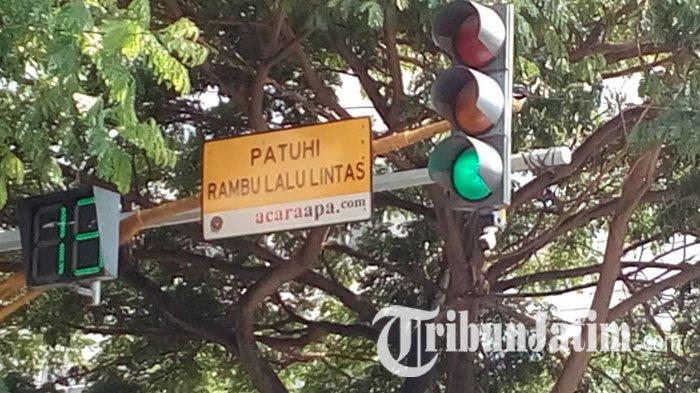 PATUHI
RAMBU LALU LINTAS
acaraapa.com
TribunJatim.com